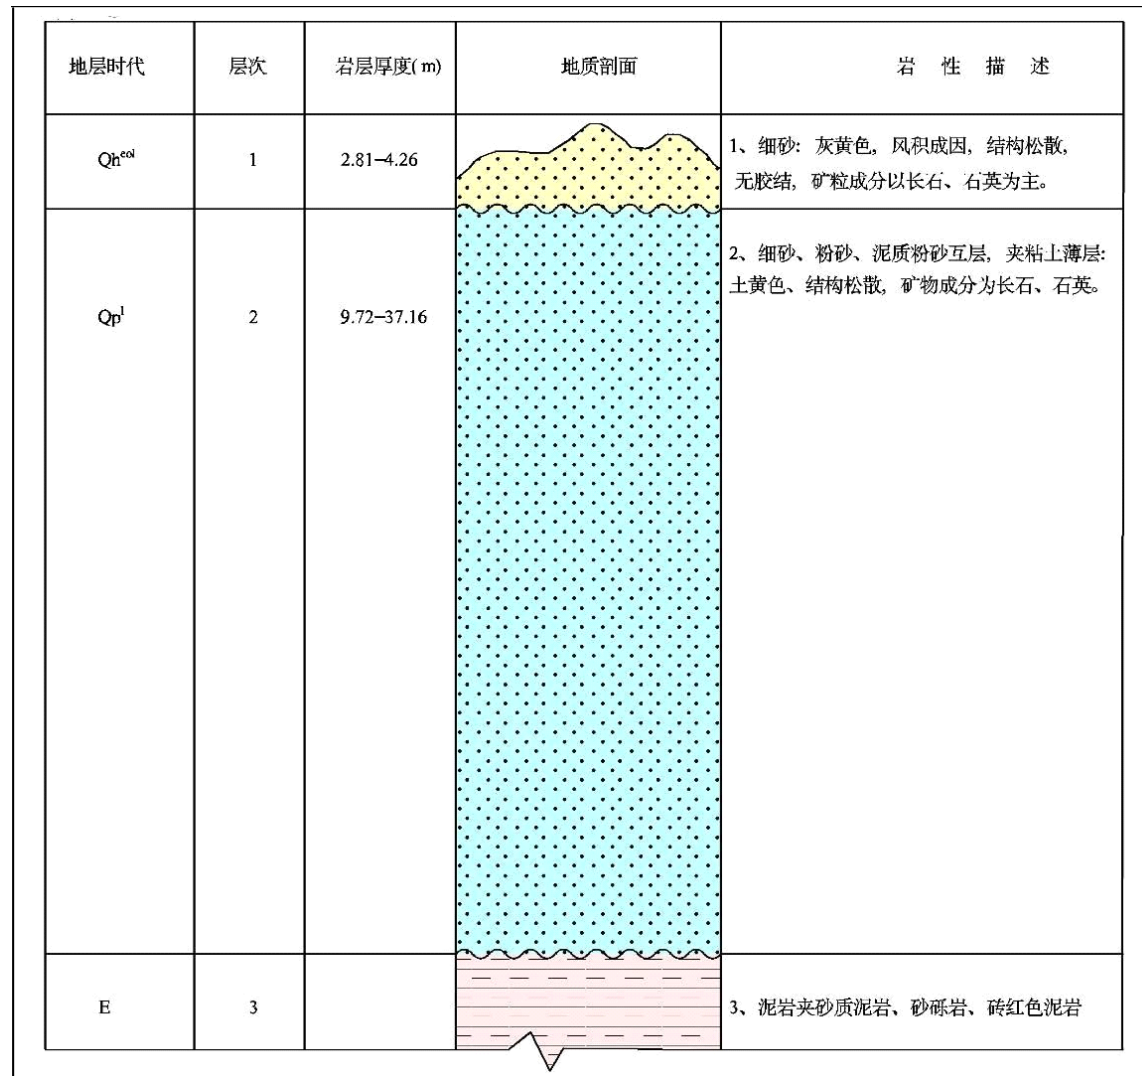 地层时代
层次
岩层厚度(m)
地质剖面
岩 性 描 述
Qh^eol
1
2.81-4.26
1、细砂: 灰黄色, 风积成因, 结构松散,
无胶结, 矿粒成分以长石、石英为主。
Qp^1
2
9.72-37.16
2、细砂、粉砂、泥质粉砂互层, 夹粘土薄层:
土黄色、结构松散, 矿物成分为长石、石英。
E
3
3、泥岩夹砂质泥岩、砂砾岩、砖红色泥岩